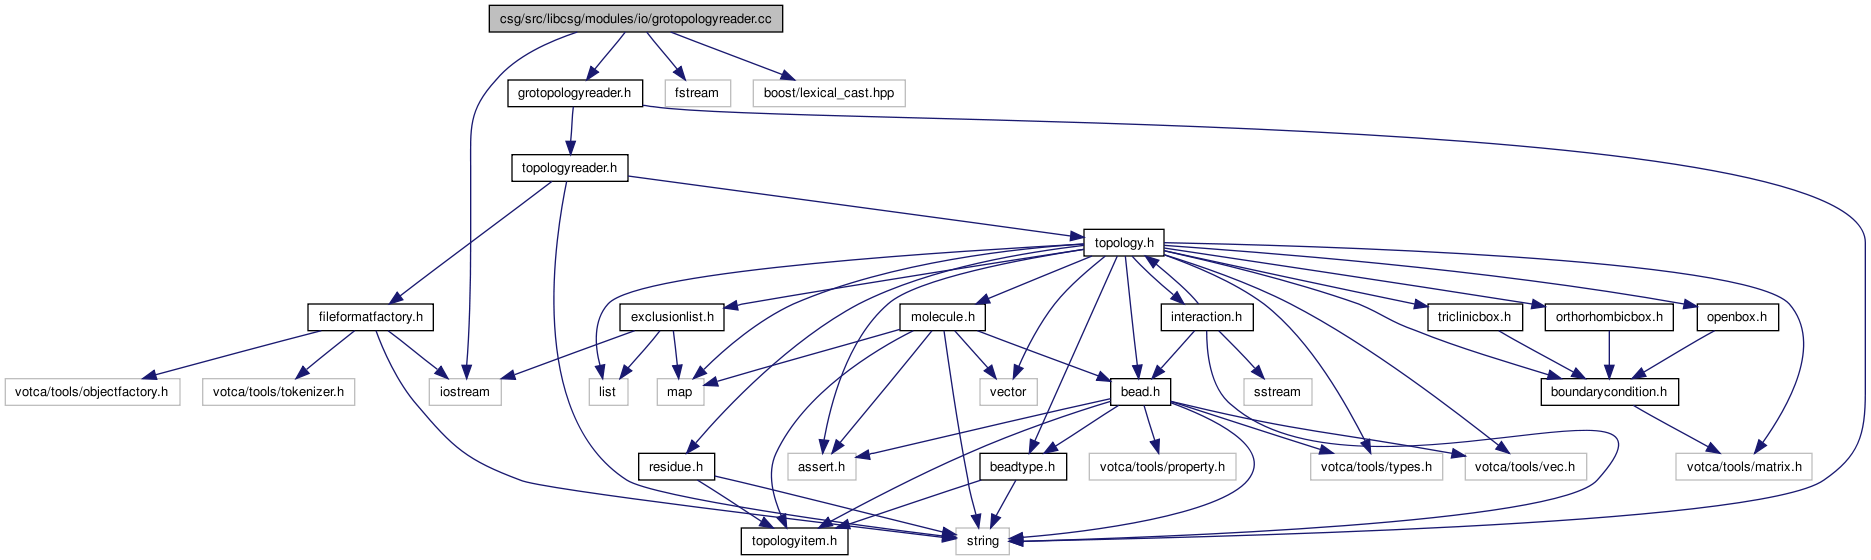 csg/src/libcsg/modules/io/grotopologyreader.cc
grotopologyreader.h
fstream
boost/lexical_cast.hpp
topologyreader.h
topology.h
fileformatfactory.h
exclusionlist.h
molecule.h
interaction.h
triclinicbox.h
orthorhombicbox.h
openbox.h
votca/tools/objectfactory.h
votca/tools/tokenizer.h
iostream
list
map
vector
bead.h
sstream
boundarycondition.h
residue.h
assert.h
beadtype.h
votca/tools/property.h
votca/tools/types.h
votca/tools/vec.h
votca/tools/matrix.h
topologyitem.h
string